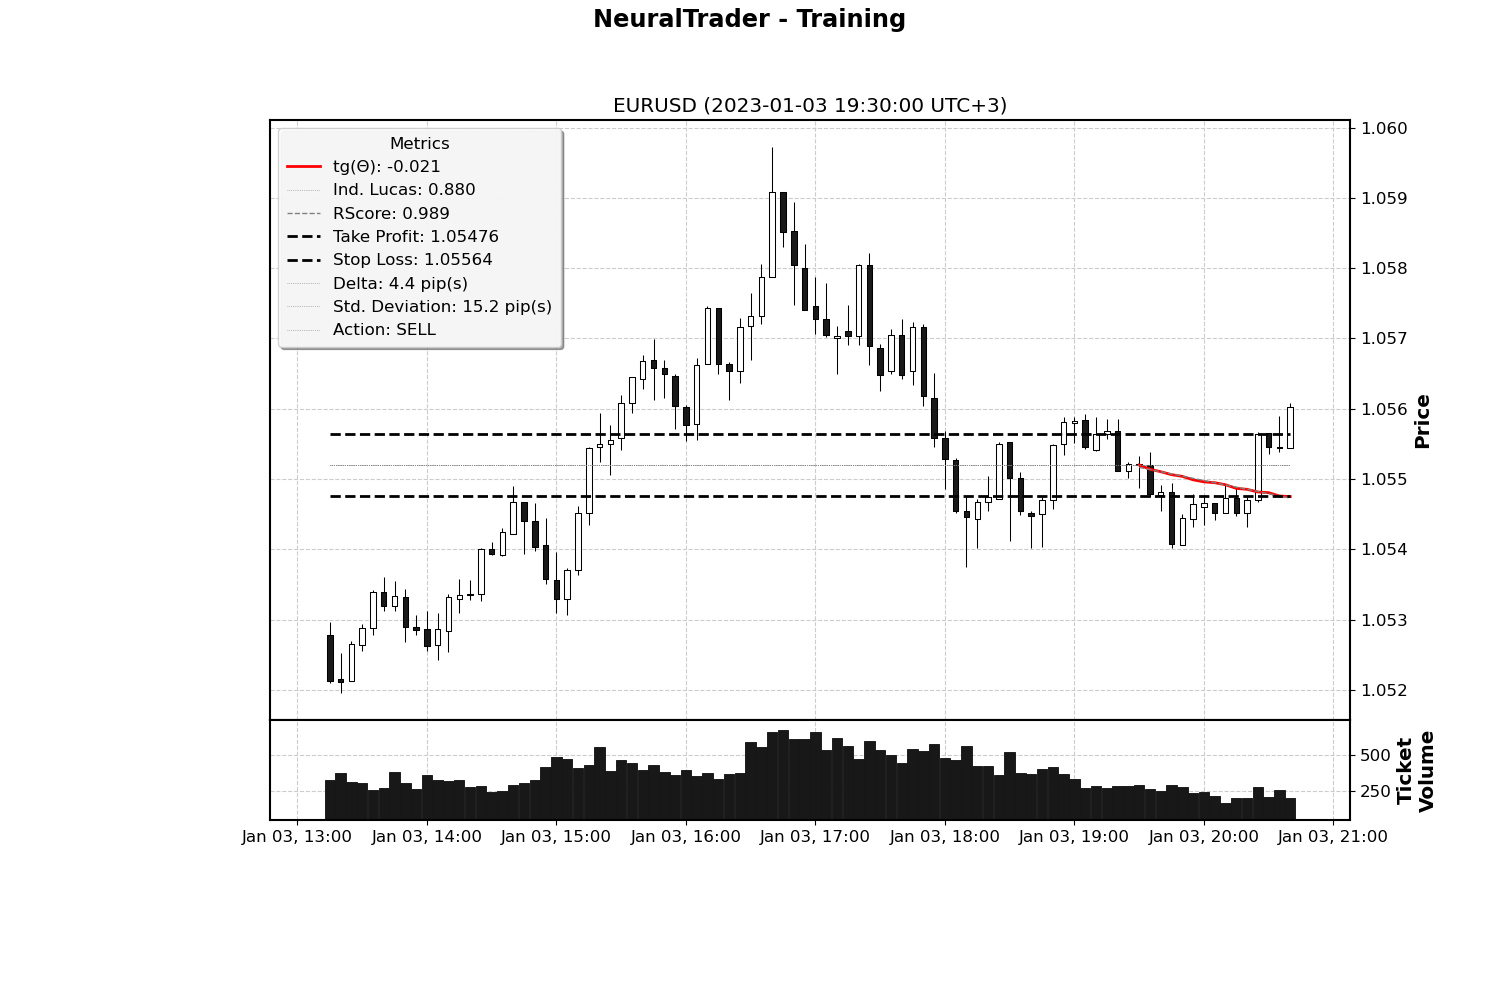 NeuralTrader - Training
EURUSD (2023-01-03 19:30:00 UTC+3)
Metrics
tg(Θ): -0.021
Ind. Lucas: 0.880
RScore: 0.989
Take Profit: 1.05476
Stop Loss: 1.05564
Delta: 4.4 pip(s)
Std. Deviation: 15.2 pip(s)
Action: SELL
1.060
1.059
1.058
1.057
1.056
1.055
1.054
1.053
1.052
Price
500
250
Ticket
Volume
Jan 03, 13:00
Jan 03, 14:00
Jan 03, 15:00
Jan 03, 16:00
Jan 03, 17:00
Jan 03, 18:00
Jan 03, 19:00
Jan 03, 20:00
Jan 03, 21:00